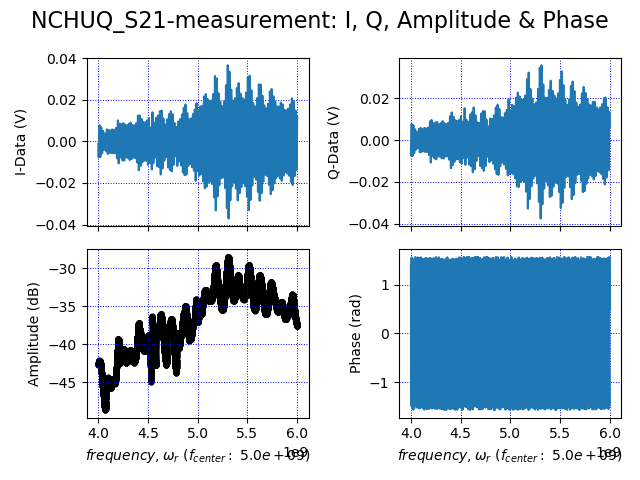 NCHUQ_S21-measurement: I, Q, Amplitude & Phase
0.04
0.02
0.00
−0.02
−0.04
I-Data (V)
0.02
0.00
−0.02
−0.04
Q-Data (V)
−30
−35
−40
−45
Amplitude (dB)
4.0 4.5 5.0 5.5 6.0
1e9
frequency, ωr (fcenter : 5.0e+09)
1
0
−1
Phase (rad)
4.0 4.5 5.0 5.5 6.0
1e9
frequency, ωr (fcenter : 5.0e+09)